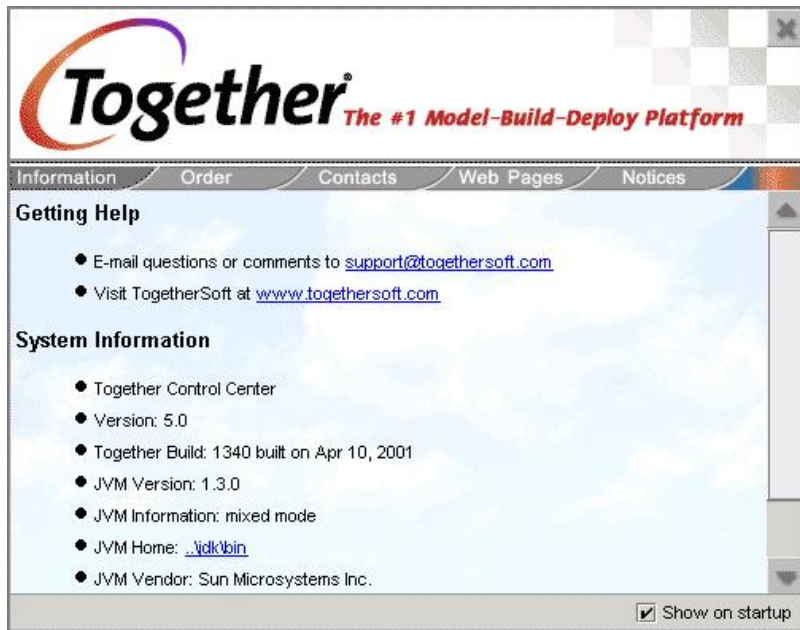 Together®
The #1 Model-Build-Deploy Platform
Information Order Contacts Web Pages Notices
Getting Help
E-mail questions or comments to support@togethersoft.com
Visit TogetherSoft at www.togethersoft.com
System Information
Together Control Center
Version: 5.0
Together Build: 1340 built on Apr 10, 2001
JVM Version: 1.3.0
JVM Information: mixed mode
JVM Home: ..\jdk\bin
JVM Vendor: Sun Microsystems Inc.
Show on startup